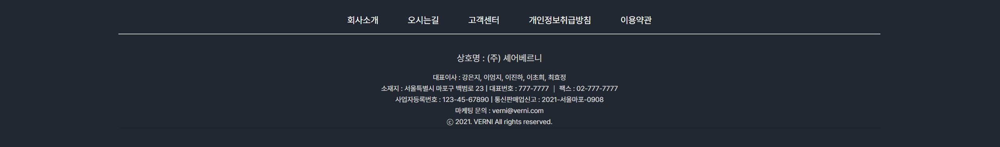 회사소개 오시는길 고객센터 개인정보취급방침 이용약관
상호명 : (주) 셰어베르니
대표이사 : 강은지, 이엄지, 이진하, 이초희, 최효정
소재지 : 서울특별시 마포구 백범로 23 | 대표번호 : 777-7777 | 팩스 : 02-777-7777
사업자등록번호 : 123-45-67890 | 통신판매업신고 : 2021-서울마포-0908
마케팅 문의 : verni@verni.com
ⓒ 2021. VERNI All rights reserved.